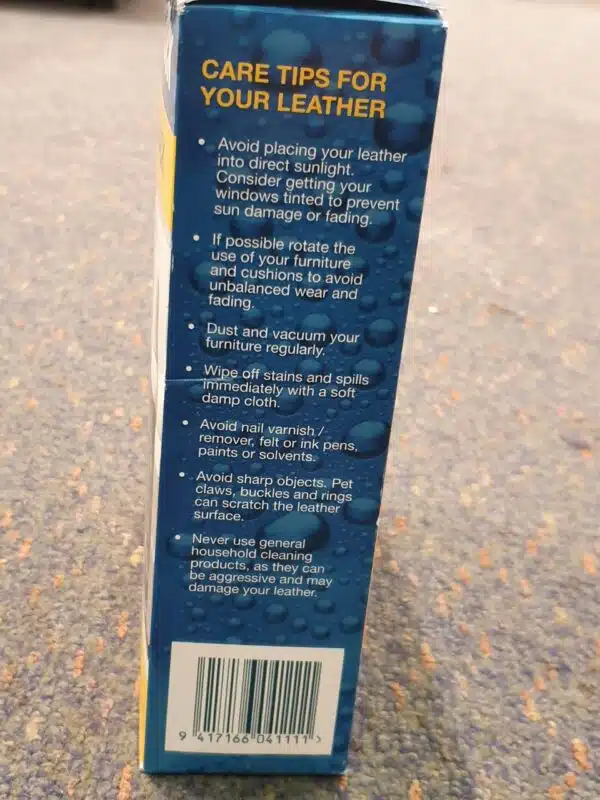 CARE TIPS FOR
YOUR LEATHER
• Avoid placing your leather
into direct sunlight.
Consider getting your
windows tinted to prevent
sun damage or fading.
• If possible rotate the
use of your furniture
and cushions to avoid
unbalanced wear and
fading.
• Dust and vacuum your
furniture regularly.
• Wipe off stains and spills
immediately with a soft
damp cloth.
• Avoid nail varnish /
remover, felt or ink pens,
paints or solvents.
• Avoid sharp objects. Pet
claws, buckles and rings
can scratch the leather
surface.
• Never use general
household cleaning
products, as they can
be aggressive and may
damage your leather.
9 417166 041111 >